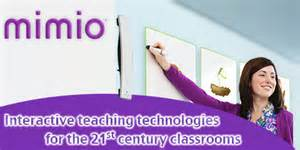 mimio®
Interactive teaching technologies
for the 21st century classrooms